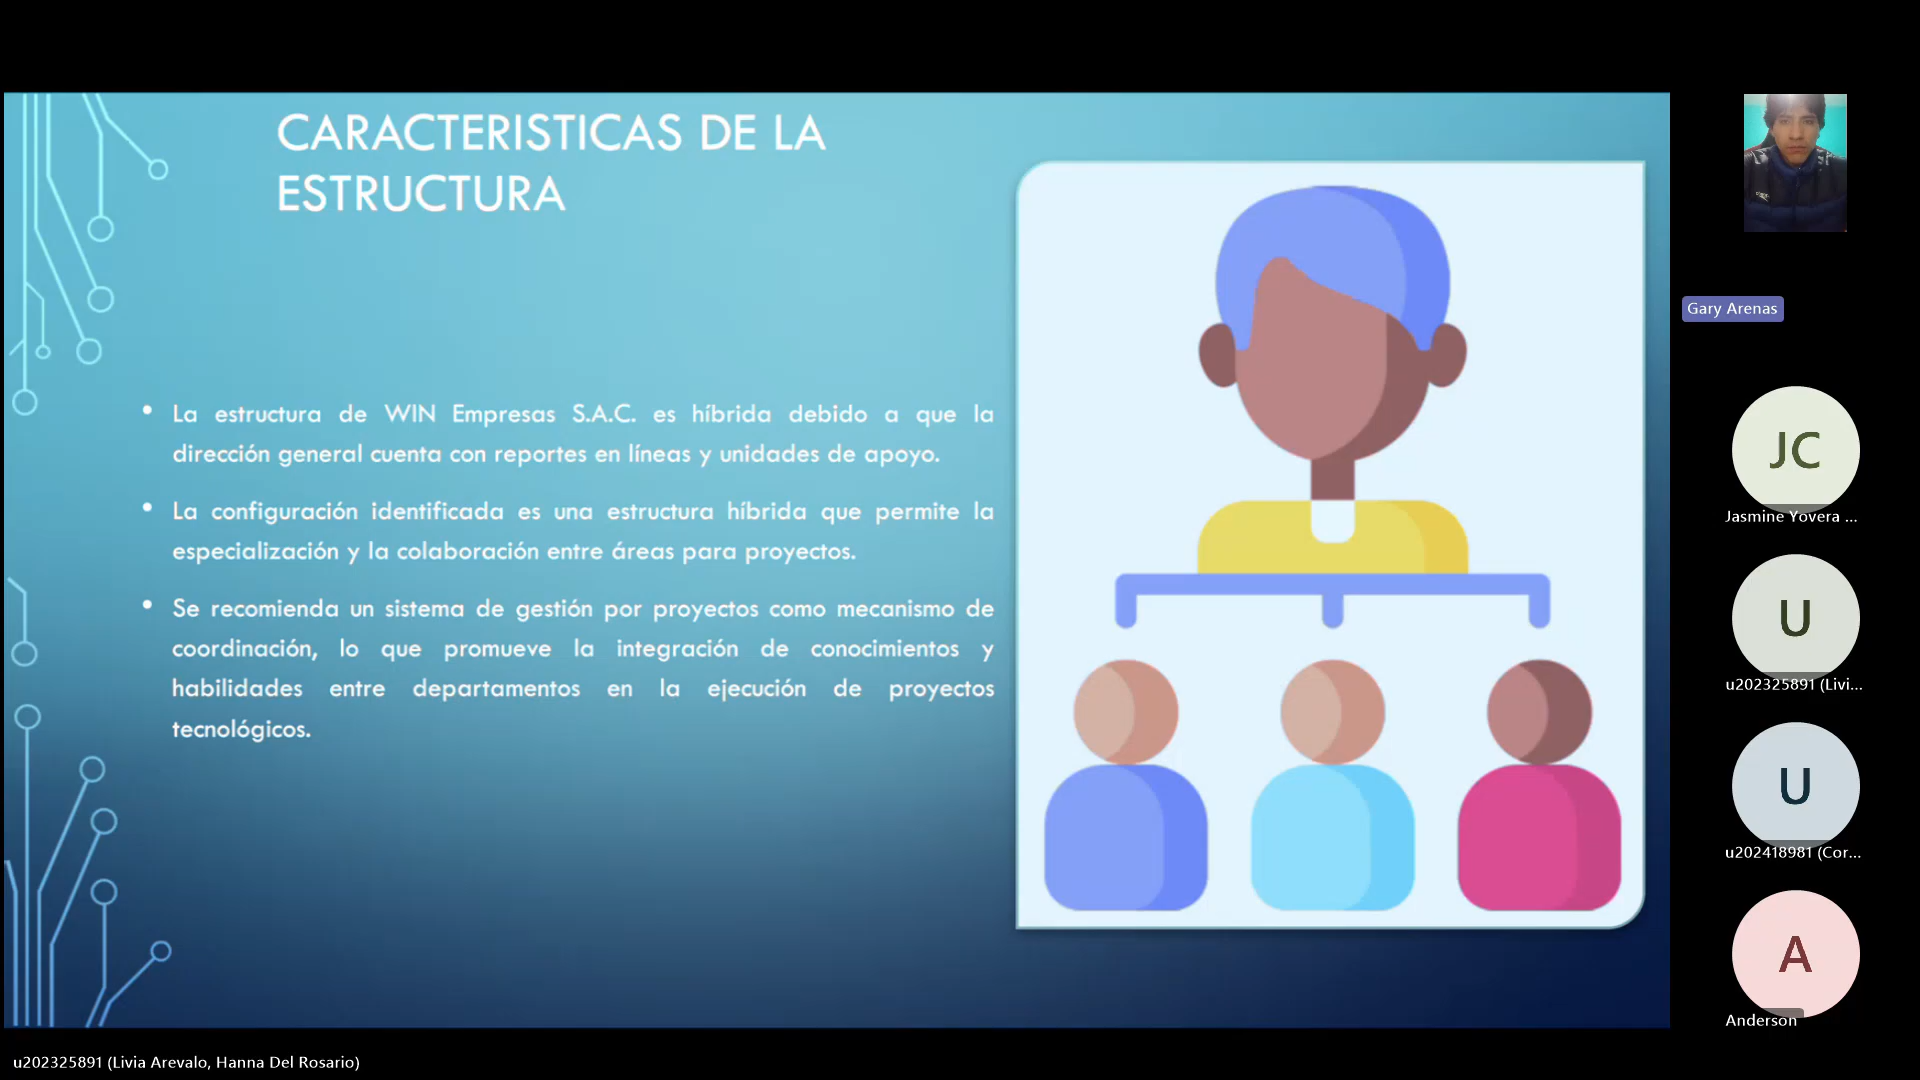 CARACTERISTICAS DE LA
ESTRUCTURA
• La estructura de WIN Empresas S.A.C. es híbrida debido a que la
dirección general cuenta con reportes en líneas y unidades de apoyo.
• La configuración identificada es una estructura híbrida que permite la
especialización y la colaboración entre áreas para proyectos.
• Se recomienda un sistema de gestión por proyectos como mecanismo de
coordinación, lo que promueve la integración de conocimientos y
habilidades entre departamentos en la ejecución de proyectos
tecnológicos.
Gary Arenas
JC
Jasmine Yovera ...
U
u202325891 (Livi...
U
u202418981 (Cor...
A
Anderson
u202325891 (Livia Arevalo, Hanna Del Rosario)